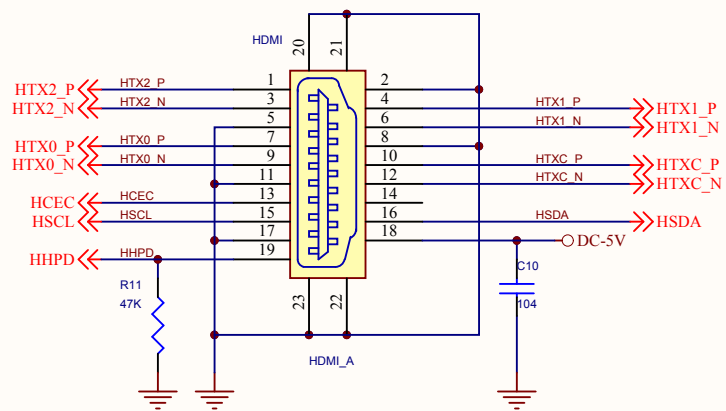 HDMI
20 21
HTX2_P HTX2_P 1 2
HTX2_N HTX2_N 3 4 HTX1_P HTX1_P
5 6 HTX1_N HTX1_N
HTX0_P HTX0_P 7 8
HTX0_N HTX0_N 9 10 HTXC_P HTXC_P
11 12 HTXC_N HTXC_N
HCEC HCEC 13 14
HSCL HSCL 15 16 HSDA HSDA
17 18 DC-5V
HHPD HHPD 19
C10
R11
47K
104
23 22
HDMI_A